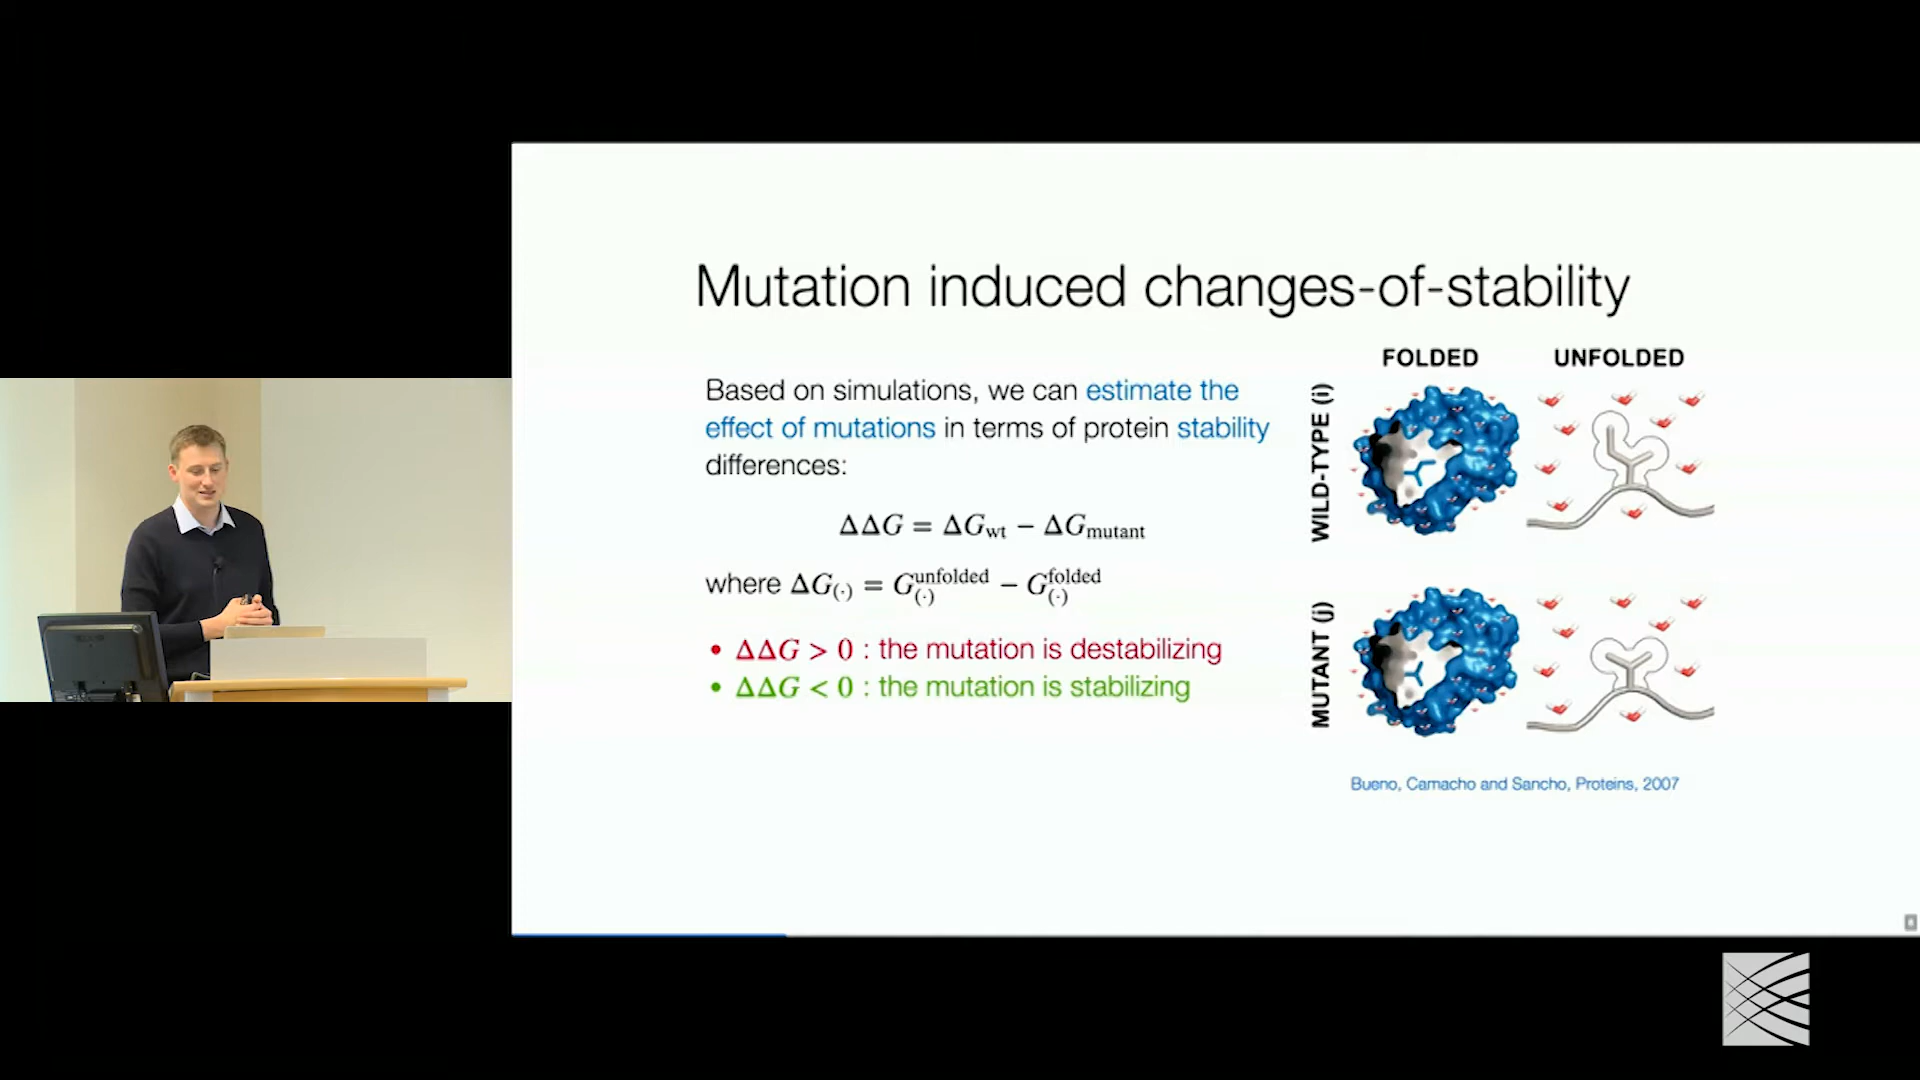 Mutation induced changes-of-stability
Based on simulations, we can estimate the
effect of mutations in terms of protein stability
differences:
ΔΔG = ΔG_wt − ΔG_mutant
where ΔG_(·) = G_(·)^unfolded − G_(·)^folded
• ΔΔG > 0 : the mutation is destabilizing
• ΔΔG < 0 : the mutation is stabilizing
FOLDED UNFOLDED
WILD-TYPE (i)
MUTANT (j)
Bueno, Camacho and Sancho, Proteins, 2007